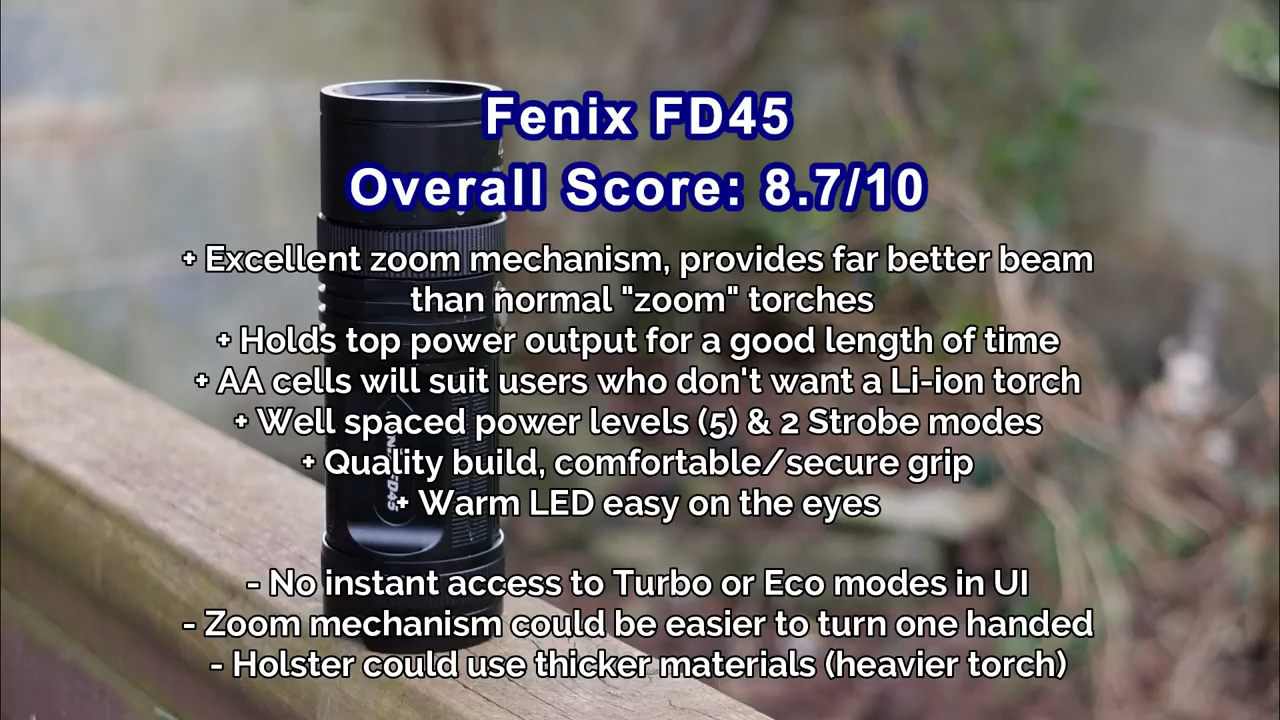 Fenix FD45
Overall Score: 8.7/10
+ Excellent zoom mechanism, provides far better beam
than normal "zoom" torches
+ Holds top power output for a good length of time
+ AA cells will suit users who don't want a Li-ion torch
+ Well spaced power levels (5) & 2 Strobe modes
+ Quality build, comfortable/secure grip
+ Warm LED easy on the eyes
- No instant access to Turbo or Eco modes in UI
- Zoom mechanism could be easier to turn one handed
- Holster could use thicker materials (heavier torch)
FD45